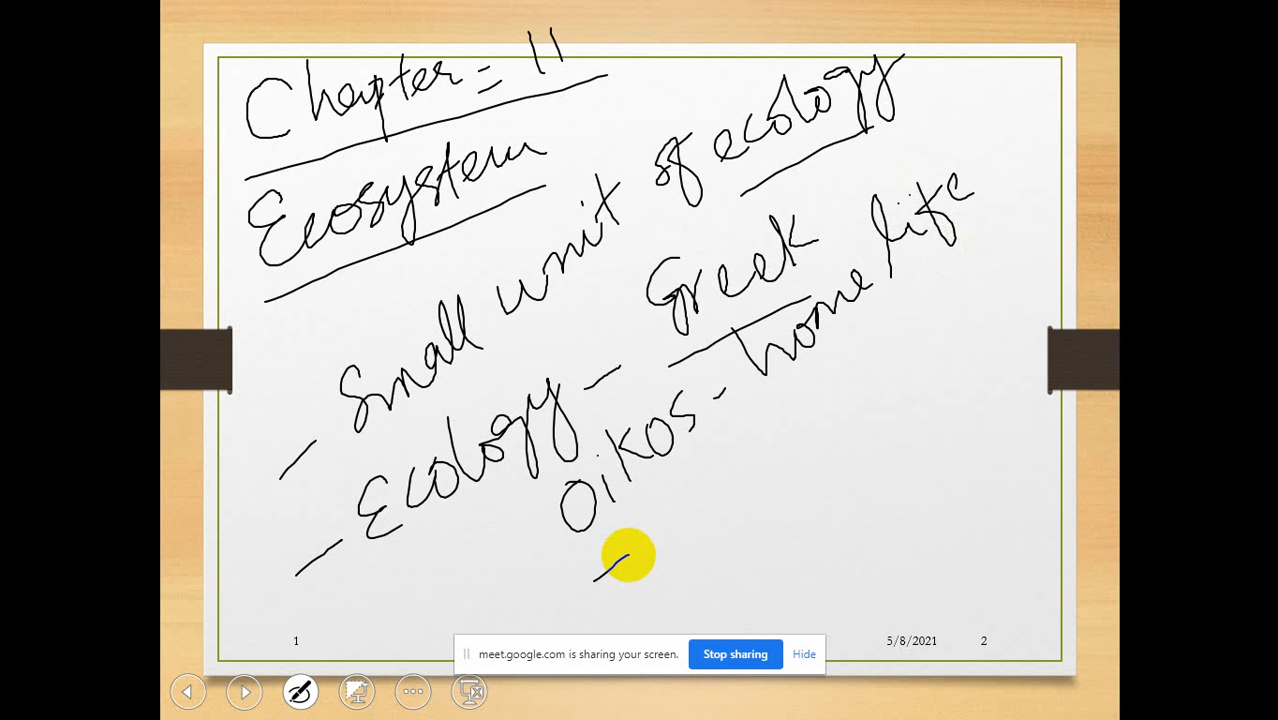 Chapter = 11
Ecosystem
- Small unit of ecology
- Ecology - Greek
Oikos - home / life
-
1
5/8/2021
2
meet.google.com is sharing your screen.
Stop sharing
Hide